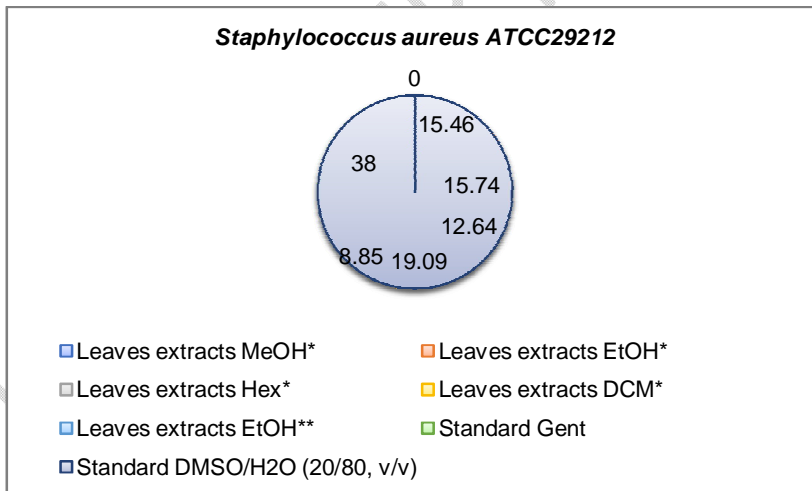 Staphylococcus aureus ATCC29212
0
15.46
38
15.74
12.64
8.85 19.09
Leaves extracts MeOH* Leaves extracts EtOH*
Leaves extracts Hex* Leaves extracts DCM*
Leaves extracts EtOH** Standard Gent
Standard DMSO/H2O (20/80, v/v)